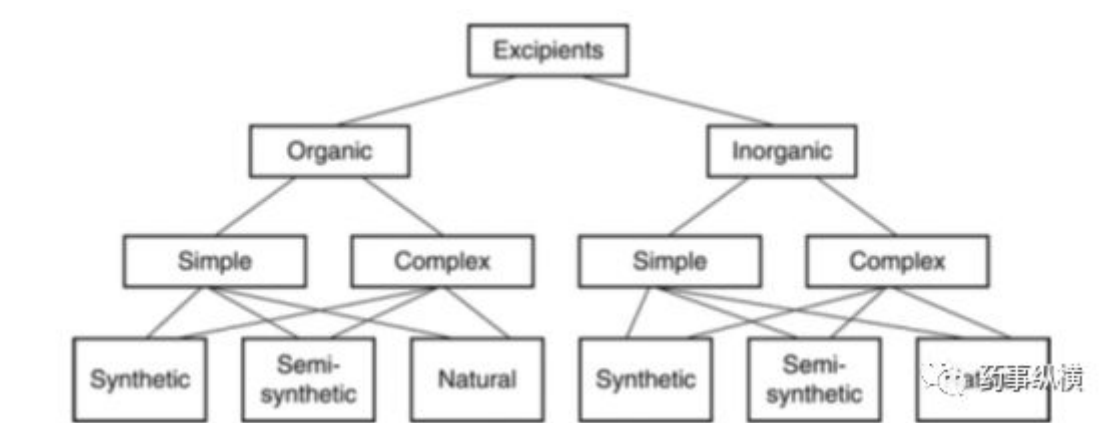 Excipients
Organic
Inorganic
Simple
Complex
Simple
Complex
Synthetic
Semi-
synthetic
Natural
Synthetic
Semi-
synthetic
药事纵横